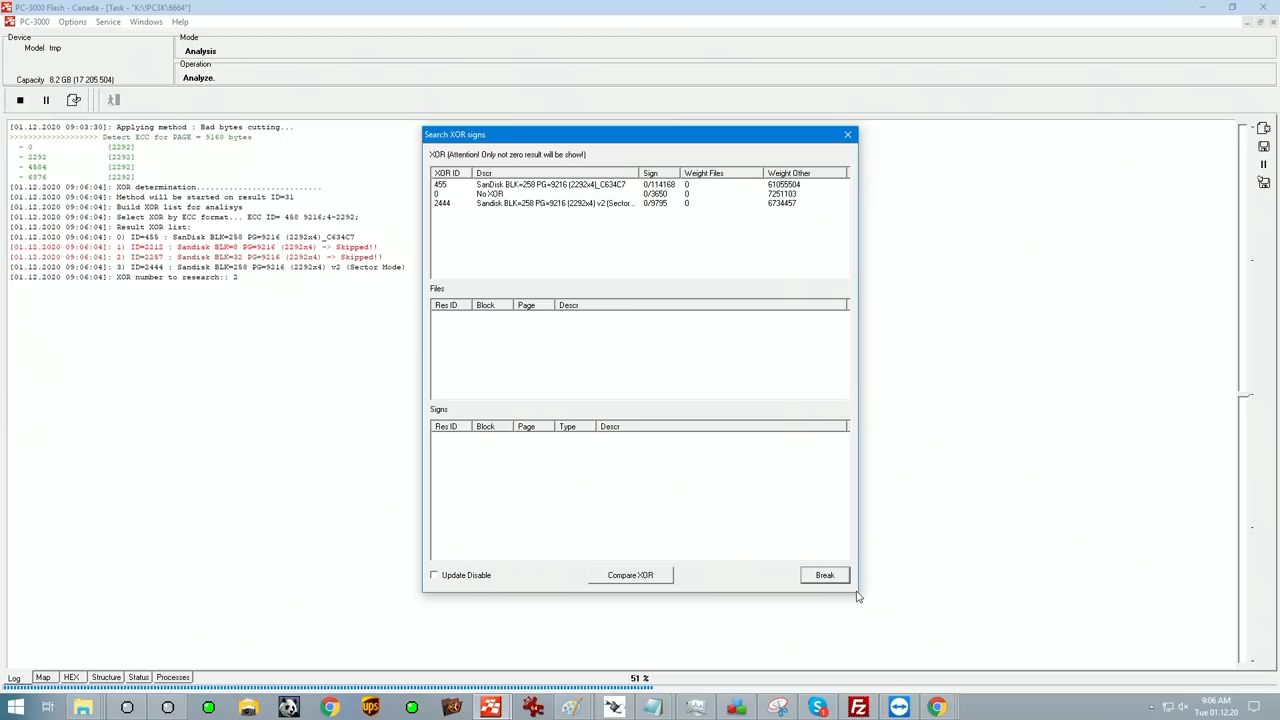 PC-3000 Flash - Canada - [Task - "K:\!PC3K\6664"]
PC-3000 Options Service Windows Help
Device
Model tmp
Capacity 8.2 GB (17 205 504)
Mode
Analysis
Operation
Analyze.
[01.12.2020 09:03:30]: Applying method : Bad bytes cutting...
>>>>>>>>>>>>>>>>>> Detect ECC for PAGE = 9168 bytes
- 0 [2292]
- 2292 [2292]
- 4584 [2292]
- 6876 [2292]
[01.12.2020 09:06:04]: XOR determination..........................
[01.12.2020 09:06:04]: Method will be started on result ID=31
[01.12.2020 09:06:04]: Build XOR list for analisys
[01.12.2020 09:06:04]: Select XOR by ECC format... ECC ID= 458 9216;4-2292;
[01.12.2020 09:06:04]: Result XOR list:
[01.12.2020 09:06:04]: 0) ID=455 : SanDisk BLK=258 PG=9216 (2292x4)_C634C7
[01.12.2020 09:06:04]: 1) ID=2212 : Sandisk BLK=8 PG=9216 (2292x4) -> Skipped!!
[01.12.2020 09:06:04]: 2) ID=2257 : Sandisk BLK=32 PG=9216 (2292x4) -> Skipped!!
[01.12.2020 09:06:04]: 3) ID=2444 : Sandisk BLK=258 PG=9216 (2292x4) v2 (Sector Mode)
[01.12.2020 09:06:04]: XOR number to research:: 2
Search XOR signs
XOR (Attention! Only not zero result will be show!)
XOR ID Dscr Sign Weight Files Weight Other
455 SanDisk BLK=258 PG=9216 (2292x4)_C634C7 0/114168 0 61055504
0 No XOR 0/3650 0 7251103
2444 Sandisk BLK=258 PG=9216 (2292x4) v2 (Sector... 0/9795 0 6734457
Files
Res ID Block Page Descr
Signs
Res ID Block Page Type Descr
Update Disable Compare XOR Break
Log Map HEX Structure Status Processes 51 %
9:06 AM
Tue 01.12.20